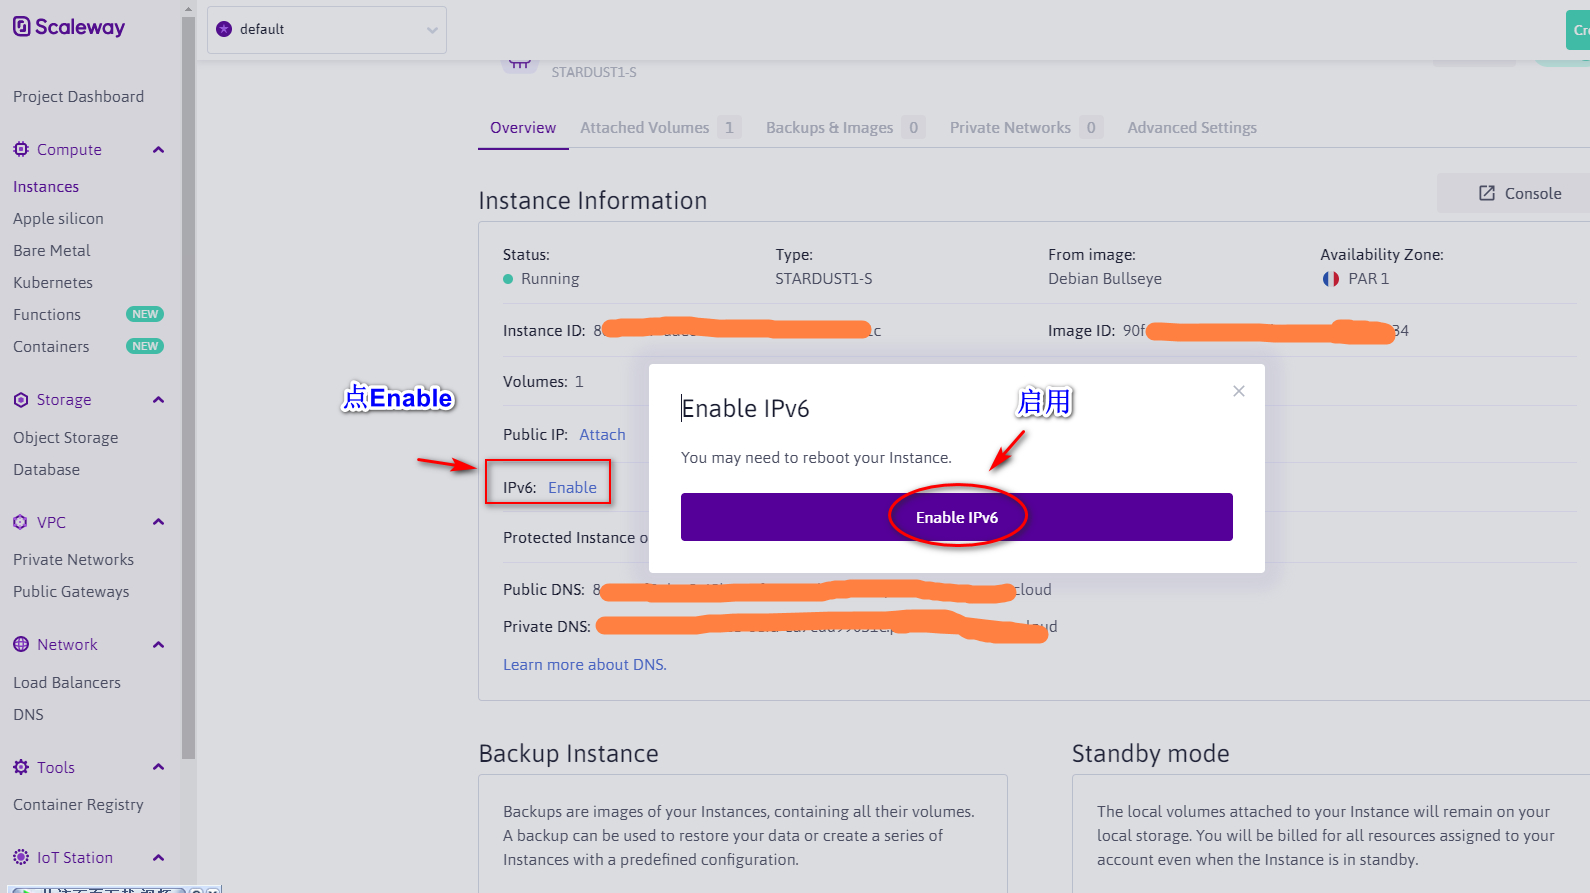 Scaleway
default
Cre
STARDUST1-S
Project Dashboard
Overview Attached Volumes 1 Backups & Images 0 Private Networks 0 Advanced Settings
Compute
Instances
Apple silicon
Bare Metal
Kubernetes
Functions NEW
Containers NEW
Storage
Object Storage
Database
VPC
Private Networks
Public Gateways
Network
Load Balancers
DNS
Tools
Container Registry
IoT Station
Instance Information
Console
Status: Type: From image: Availability Zone:
Running STARDUST1-S Debian Bullseye PAR 1
Instance ID: 8 c Image ID: 90f 34
Volumes: 1
点Enable
Public IP: Attach
IPv6: Enable
Protected Instance o
Enable IPv6
启用
You may need to reboot your Instance.
Enable IPv6
Public DNS: 8 cloud
Private DNS: oud
Learn more about DNS.
Backup Instance
Backups are images of your Instances, containing all their volumes.
A backup can be used to restore your data or create a series of
Instances with a predefined configuration.
Standby mode
The local volumes attached to your Instance will remain on your
local storage. You will be billed for all resources assigned to your
account even when the Instance is in standby.